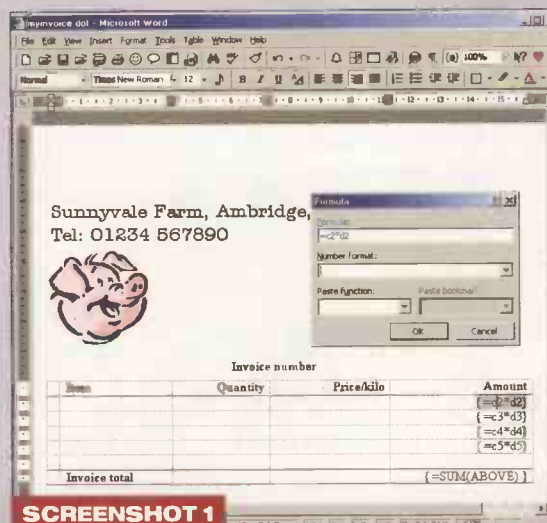 myinvoice dot - Microsoft Word
File Edit View Insert Format Tools Table Window Help
100%
Normal Times New Roman 12 B I U
Sunnyvale Farm, Ambridge,
Tel: 01234 567890
Formula
Formula:
=c2*d2
Number format:
Paste function: Paste bookmark:
OK Cancel
Invoice number
Item Quantity Price/kilo Amount
{=c2*d2}
{=c3*d3}
{=c4*d4}
{=c5*d5}
Invoice total {=SUM(ABOVE) }
SCREENSHOT 1